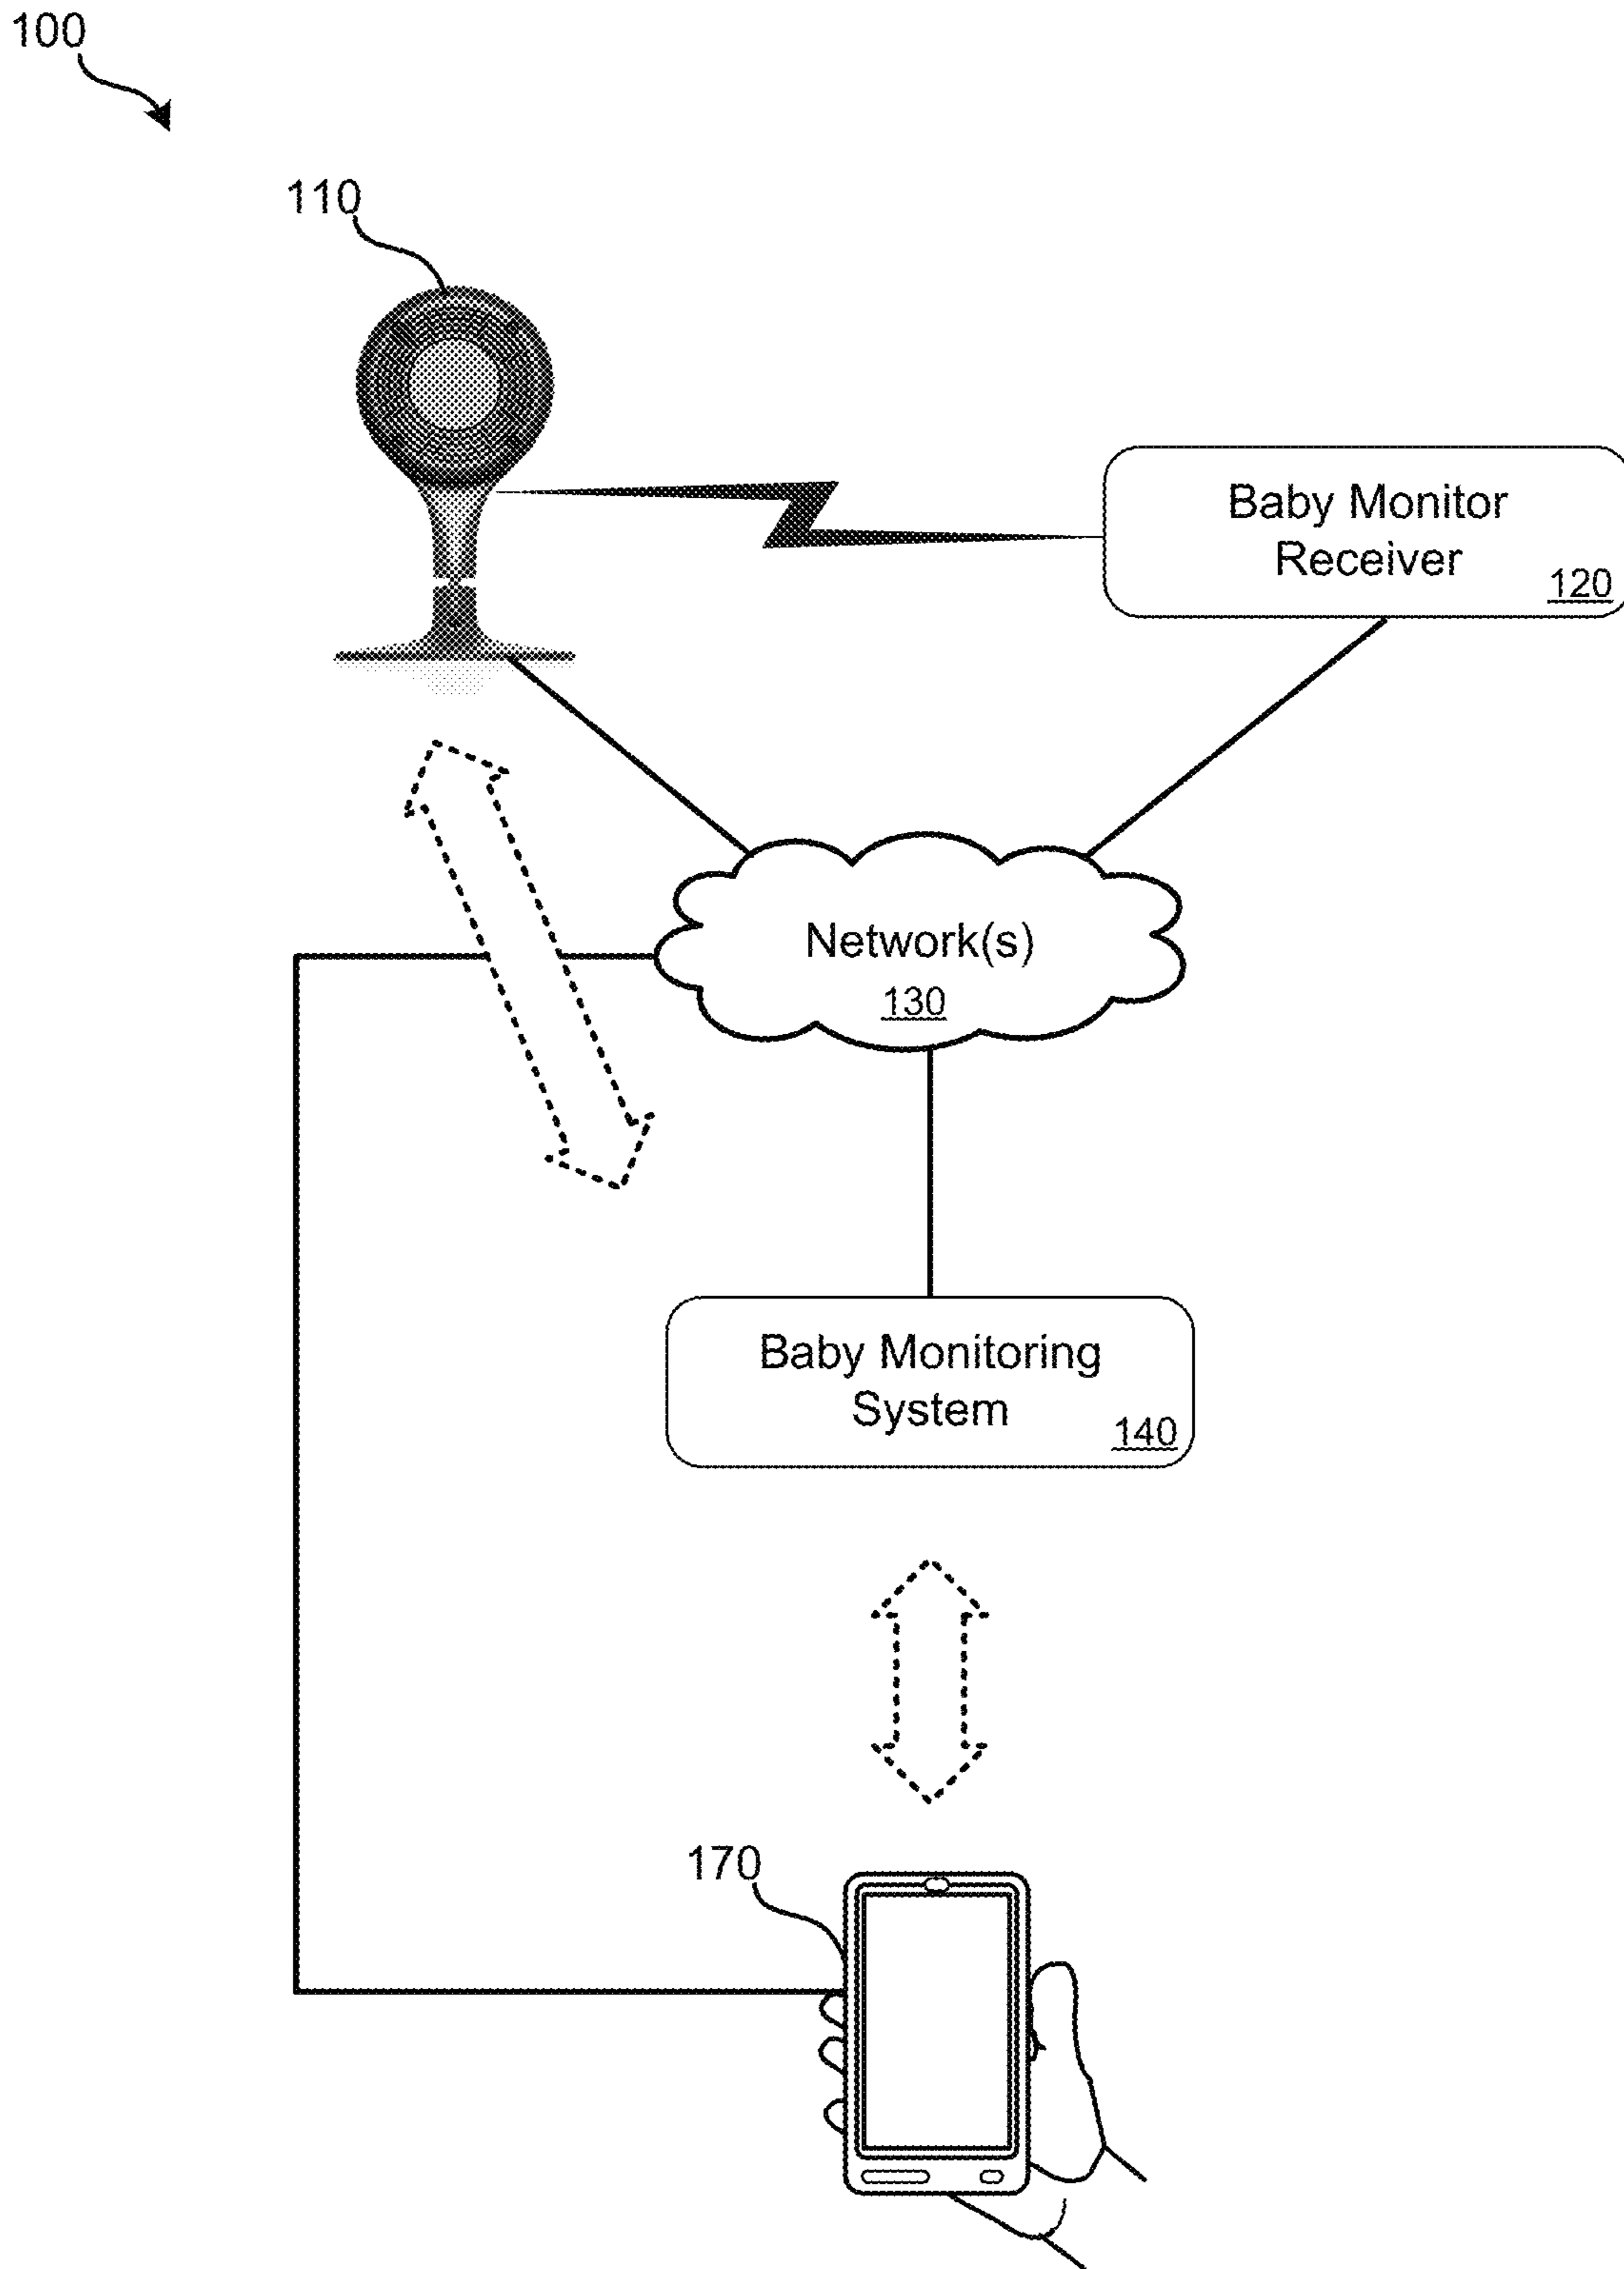 100
110
Baby Monitor
Receiver
120
Network(s)
130
Baby Monitoring
System
140
170